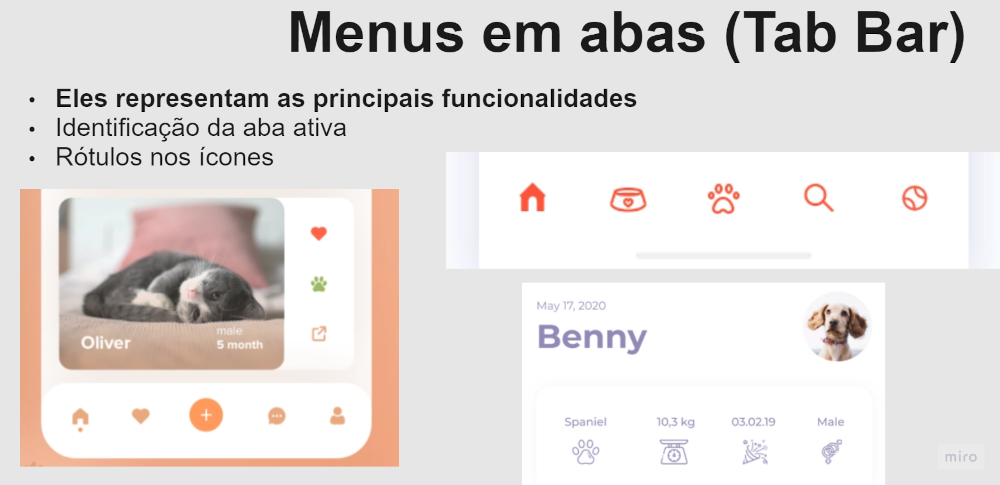 Menus em abas (Tab Bar)
• Eles representam as principais funcionalidades
• Identificação da aba ativa
• Rótulos nos ícones
Oliver
male
5 month
May 17, 2020
Benny
Spaniel
10,3 kg
03.02.19
Male
miro